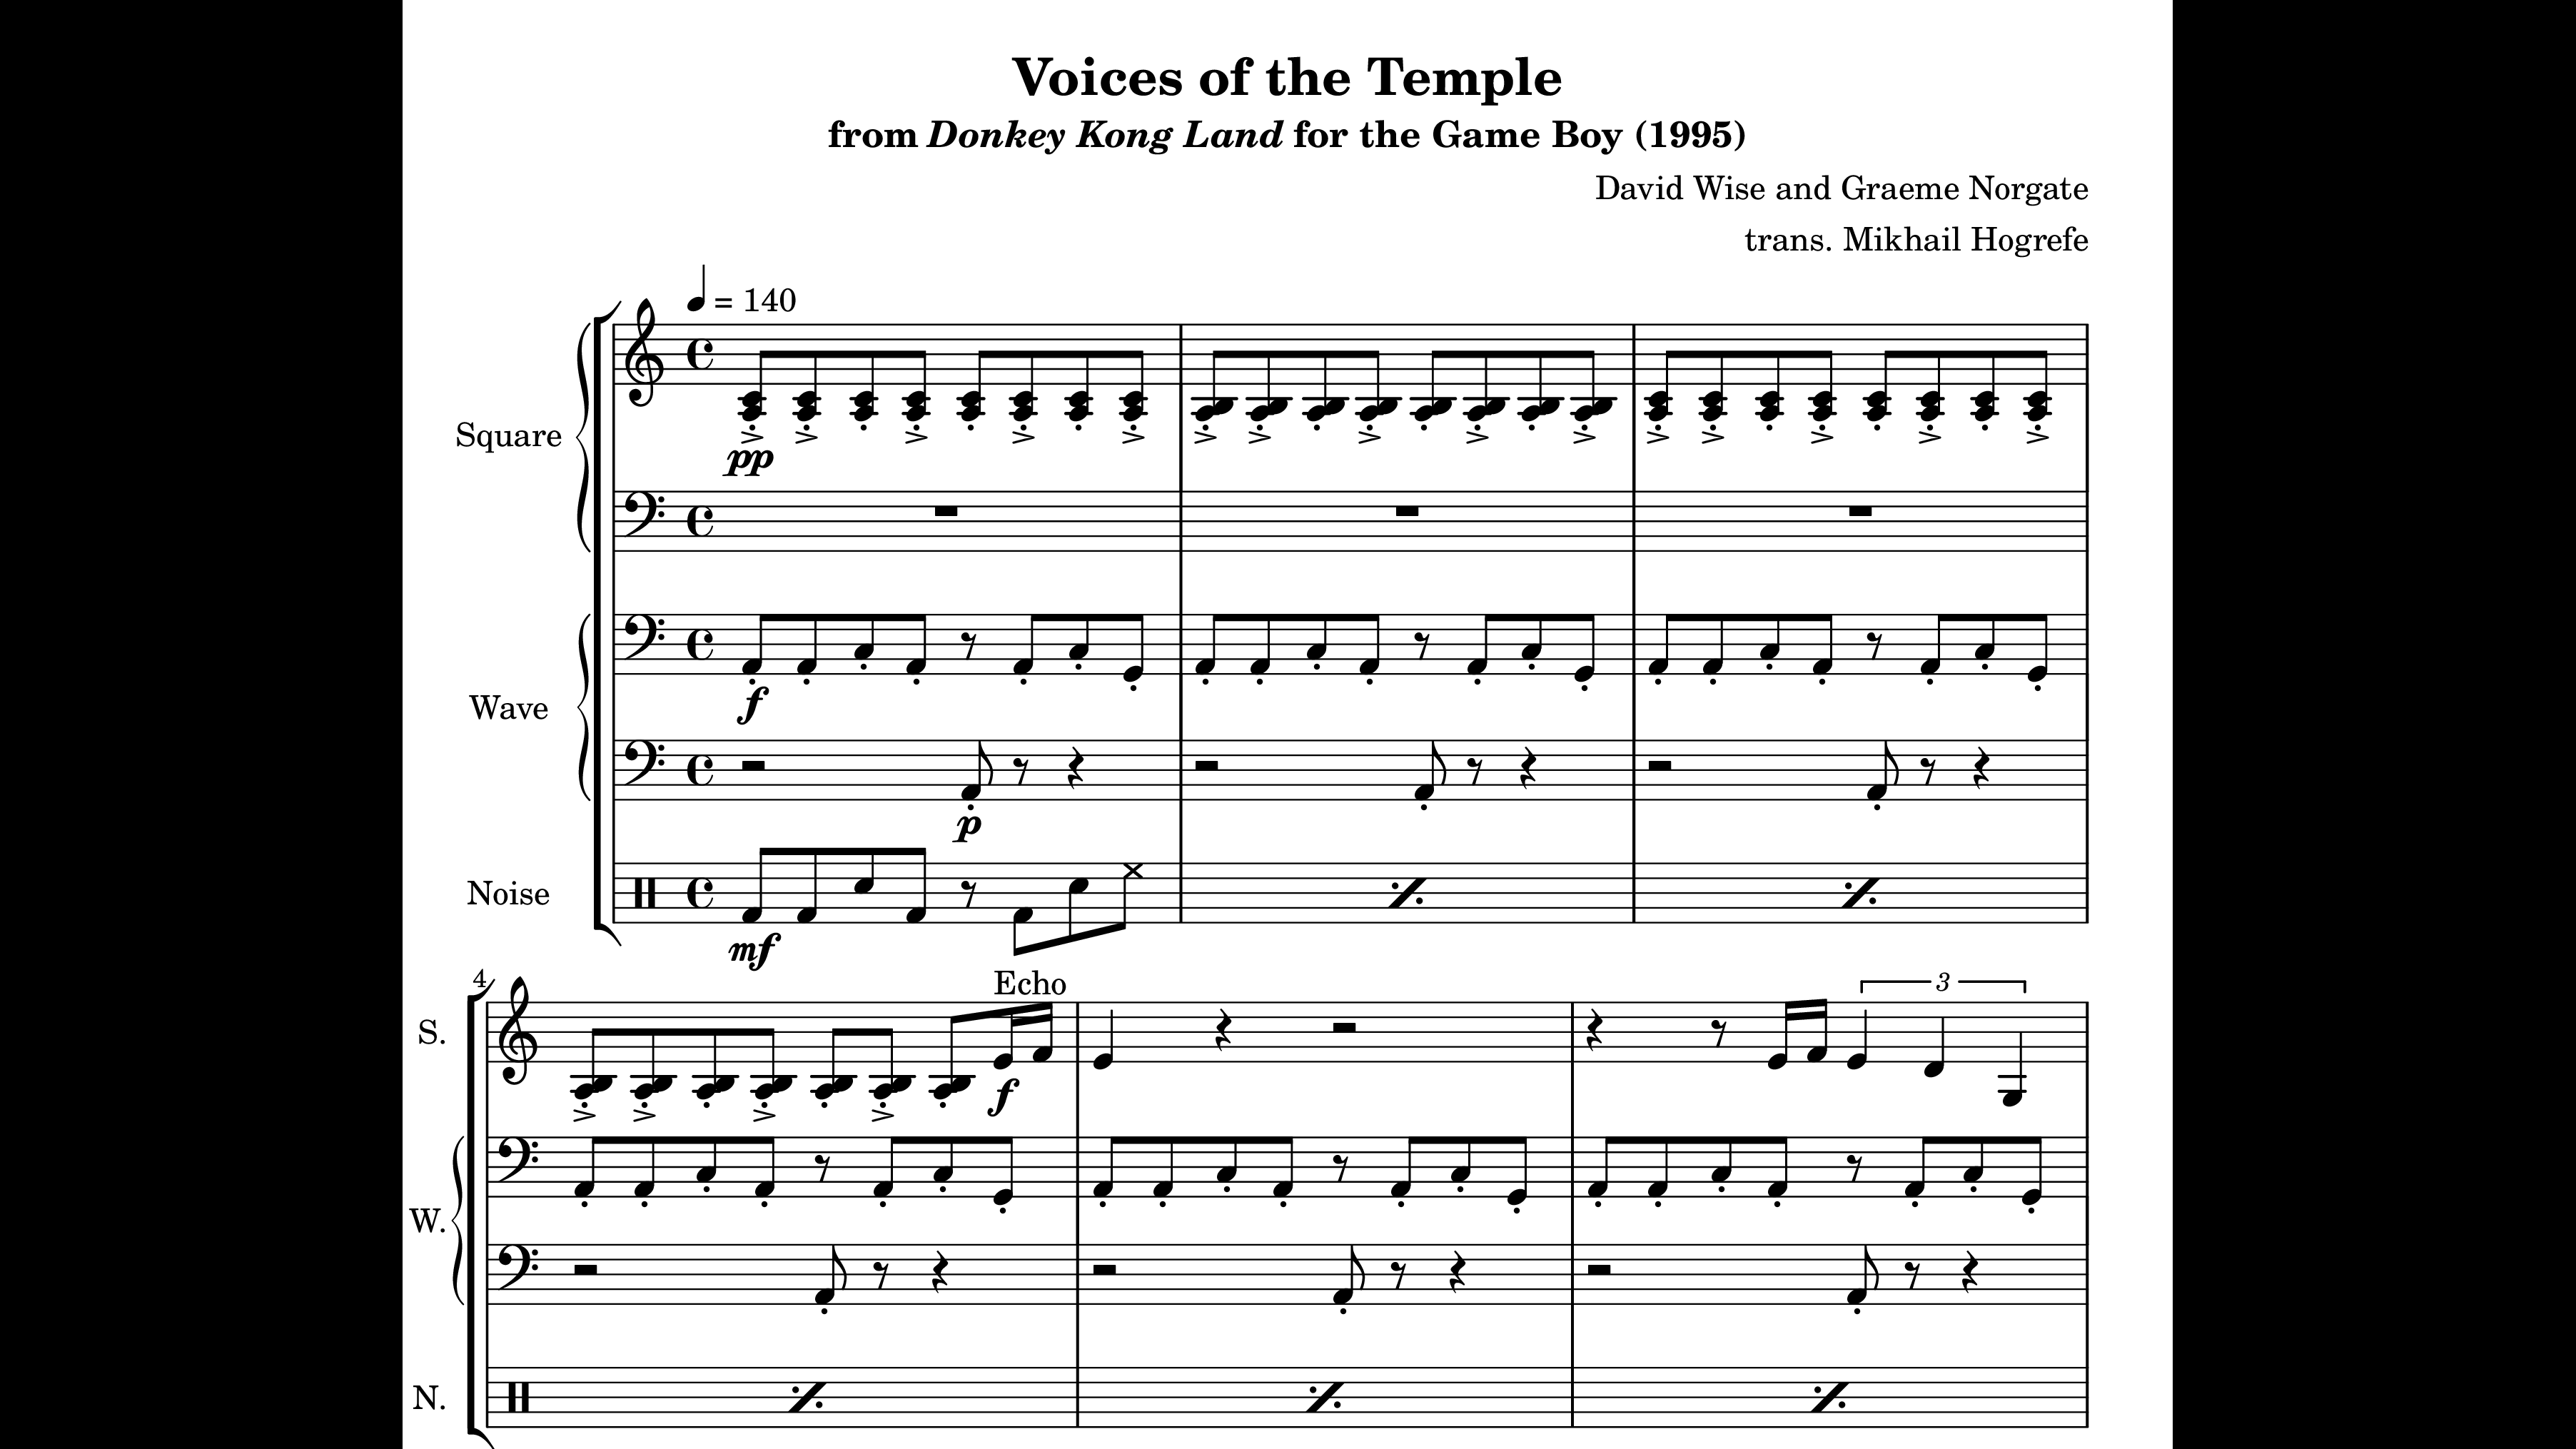 Voices of the Temple
from Donkey Kong Land for the Game Boy (1995)
David Wise and Graeme Norgate
trans. Mikhail Hogrefe
= 140
Square
pp
Wave
f
p
Noise
mf
4
Echo
3
S.
f
W.
N.